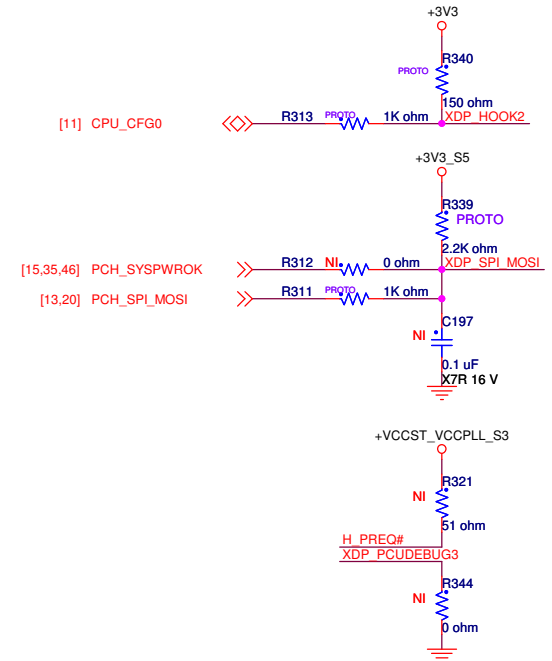 +3V3
R340
PROTO
150 ohm
[11] CPU_CFG0
R313
PROTO
1K ohm
XDP_HOOK2
+3V3_S5
R339
PROTO
2.2K ohm
[15,35,46] PCH_SYSPWROK
R312
NI
0 ohm
XDP_SPI_MOSI
[13,20] PCH_SPI_MOSI
R311
PROTO
1K ohm
C197
NI
0.1 uF
X7R 16 V
+VCCST_VCCPLL_S3
R321
NI
51 ohm
H_PREQ#
XDP_PCUDEBUG3
R344
NI
0 ohm